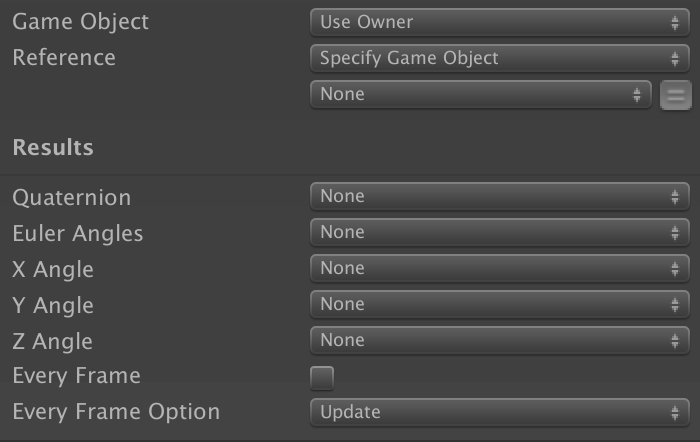 Game Object Use Owner
Reference Specify Game Object
None =
Results
Quaternion None
Euler Angles None
X Angle None
Y Angle None
Z Angle None
Every Frame
Every Frame Option Update